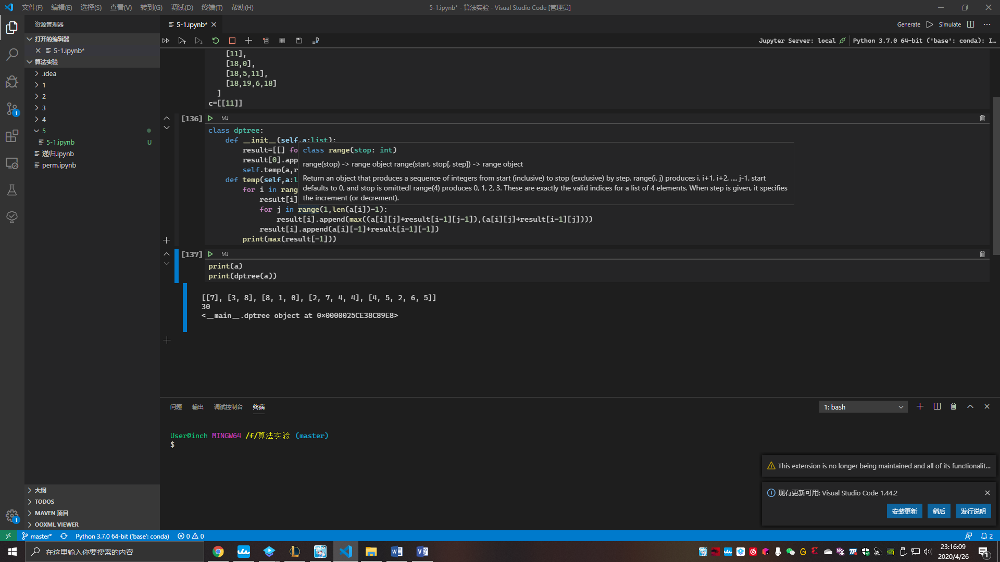 文件(F) 编辑(E) 选择(S) 查看(V) 转到(G) 调试(D) 终端(T) 帮助(H)
5-1.ipynb* - 算法实验 - Visual Studio Code [管理员]
资源管理器
5-1.ipynb*
Generate Simulate
打开的编辑器
5-1.ipynb*
算法实验
.idea
1
2
3
4
5
5-1.ipynb U
递归.ipynb
perm.ipynb
大纲
TODOS
MAVEN 项目
OOXML VIEWER
Jupyter Server: local
Python 3.7.0 64-bit ('base': conda): I...
[11],
[18,0],
[18,5,11],
[18,19,6,18]
]
c=[[11]]
[136] M↓
class dptree:
def __init__(self,a:list):
result=[[] fo
result[0].app
self.temp(a,r
def temp(self,a:l
for i in rang
result[i]
class range(stop: int)
range(stop) -> range object range(start, stop[, step]) -> range object
Return an object that produces a sequence of integers from start (inclusive) to stop (exclusive) by step. range(i, j) produces i, i+1, i+2, ..., j-1. start
defaults to 0, and stop is omitted! range(4) produces 0, 1, 2, 3. These are exactly the valid indices for a list of 4 elements. When step is given, it specifies
the increment (or decrement).
for j in range(1,len(a[i])-1):
result[i].append(max((a[i][j]+result[i-1][j-1]),(a[i][j]+result[i-1][j])))
result[i].append(a[i][-1]+result[i-1][-1])
print(max(result[-1]))
[137] M↓
print(a)
print(dptree(a))
[[7], [3, 8], [8, 1, 0], [2, 7, 4, 4], [4, 5, 2, 6, 5]]
30
<__main__.dptree object at 0x0000025CE38C89E8>
问题 输出 调试控制台 终端
1: bash
User@inch MINGW64 /f/算法实验 (master)
$
This extension is no longer being maintained and all of its functionalit...
现有更新可用: Visual Studio Code 1.44.2
安装更新 稍后 发行说明
1
1
master* Python 3.7.0 64-bit ('base': conda) 0 0
2
在这里输入你要搜索的内容
23:16:09
2020/4/26
1